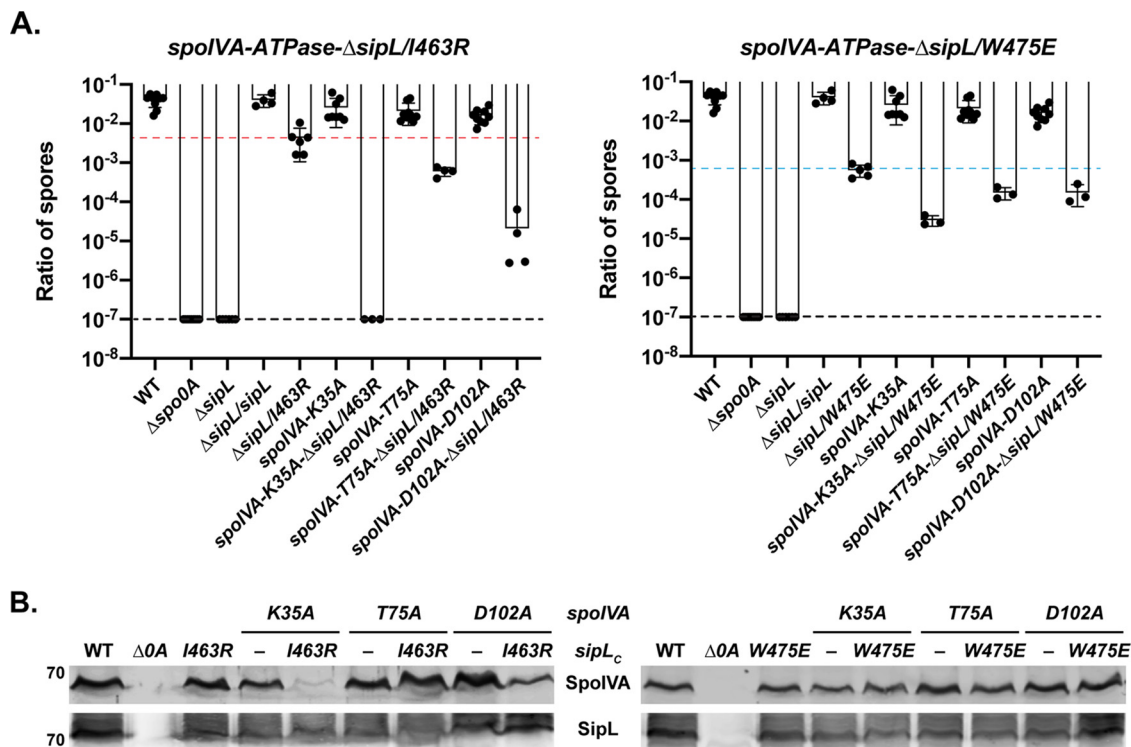 A.
spoIVA-ATPase-ΔsipL/I463R
Ratio of spores
10-1
10-2
10-3
10-4
10-5
10-6
10-7
10-8
WT
Δspo0A
ΔsipL
ΔsipL/sipL
ΔsipL/I463R
spoIVA-K35A
spoIVA-K35A-ΔsipL/I463R
spoIVA-T75A
spoIVA-T75A-ΔsipL/I463R
spoIVA-D102A
spoIVA-D102A-ΔsipL/I463R
spoIVA-ATPase-ΔsipL/W475E
Ratio of spores
10-1
10-2
10-3
10-4
10-5
10-6
10-7
10-8
WT
Δspo0A
ΔsipL
ΔsipL/sipL
ΔsipL/W475E
spoIVA-K35A
spoIVA-K35A-ΔsipL/W475E
spoIVA-T75A
spoIVA-T75A-ΔsipL/W475E
spoIVA-D102A
spoIVA-D102A-ΔsipL/W475E
B.
K35A T75A D102A spoIVA K35A T75A D102A
WT Δ0A I463R – I463R – I463R – I463R sipLC WT Δ0A W475E – W475E – W475E – W475E
70 SpoIVA
70 SipL